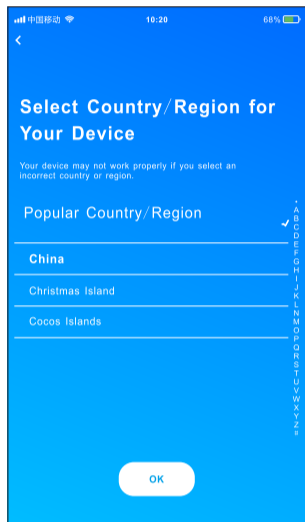 中国移动 10:20 68%
Select Country/Region for
Your Device
Your device may not work properly if you select an
incorrect country or region.
Popular Country/Region
China
Christmas Island
Cocos Islands
*
A
B
C
D
E
F
G
H
I
J
K
L
N
M
O
P
Q
R
S
T
U
V
W
X
Y
Z
#
OK